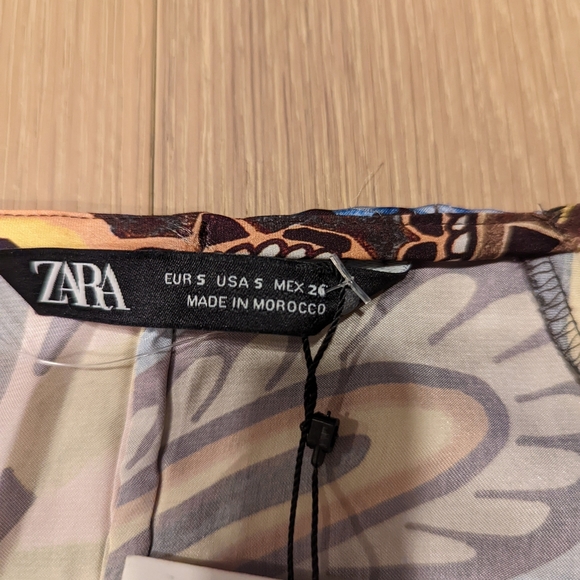 ZARA
EUR S USA S MEX 26
MADE IN MOROCCO